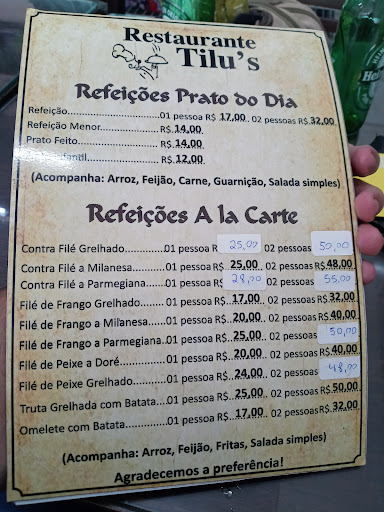 Restaurante
Tilu's
Refeições Prato do Dia
Refeição..................01 pessoa R$ 17,00. 02 pessoas R$ 32,00
Refeição Menor..................R$ 14,00
Prato Feito..................R$ 14,00
R$ 12,00
(Acompanha: Arroz, Feijão, Carne, Guarnição, Salada simples)
Refeições A la Carte
Contra Filé Grelhado............01 pessoa R 25,00 02 pessoas 50,00
Contra Filé a Milanesa......01 pessoa R$ 25,00.. 02 pessoas R$ 48,00
Contra Filé a Parmegiana.01 pessoa R$ 28,00 02 pessoas 55,00
Filé de Frango Grelhado......01 pessoa R$ 17,00.. 02 pessoas R$ 32,00
Filé de Frango a Milanesa......01 pessoa R$ 20,00.. 02 pessoas R$ 40,00
Filé de Frango a Parmegiana.01 pessoa R$ 25,00.. 02 pessoas 50,00
Filé de Peixe a Doré............01 pessoa R$ 20,00.. 02 pessoas R$ 40,00
Filé de Peixe Grelhado............01 pessoa R$ 24,00.. 02 pessoas 48,00
Truta Grelhada com Batata....01 pessoa R$ 25,00.. 02 pessoas R$ 50,00
Omelete com Batata............01 pessoa R$ 17,00.. 02 pessoas R$ 32,00
(Acompanha: Arroz, Feijão, Fritas, Salada simples)
Agradecemos a preferência!